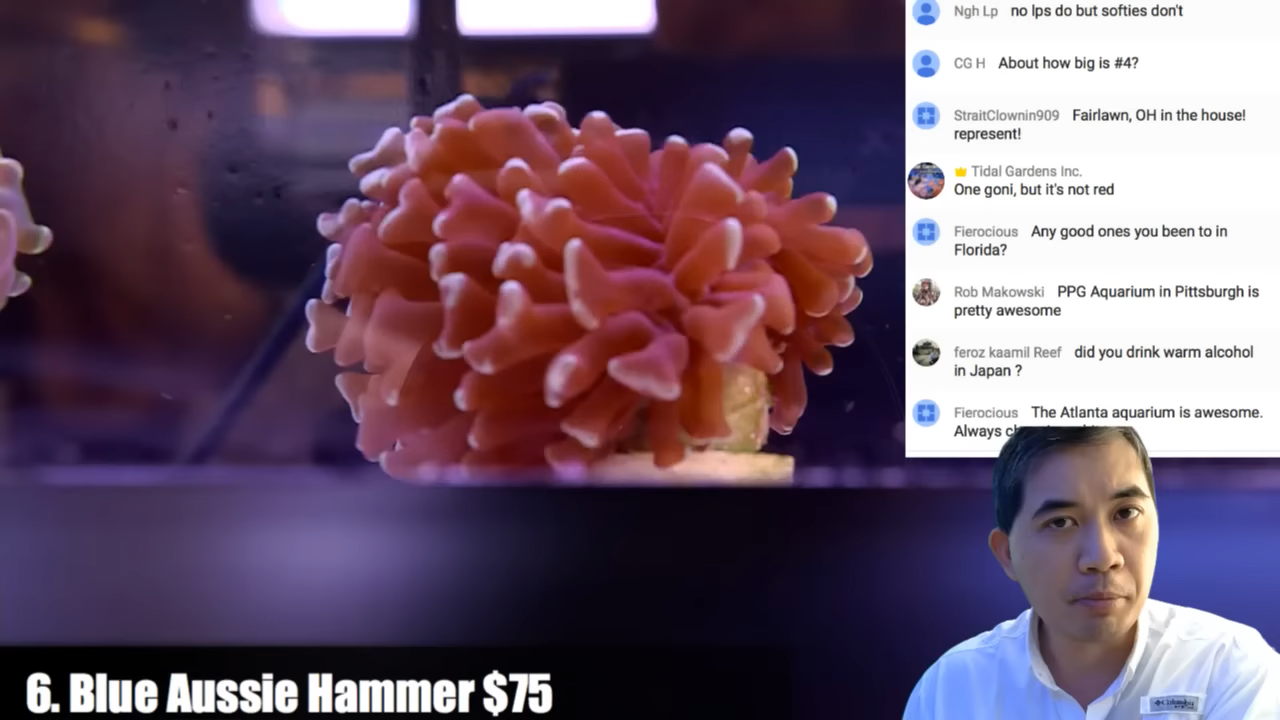 Ngh Lp no lps do but softies don't
CG H About how big is #4?
StraitClownin909 Fairlawn, OH in the house!
represent!
Tidal Gardens Inc.
One goni, but it's not red
Fierocious Any good ones you been to in
Florida?
Rob Makowski PPG Aquarium in Pittsburgh is
pretty awesome
feroz kaamil Reef did you drink warm alcohol
in Japan ?
Fierocious The Atlanta aquarium is awesome.
Always
Columbia
6. Blue Aussie Hammer $75